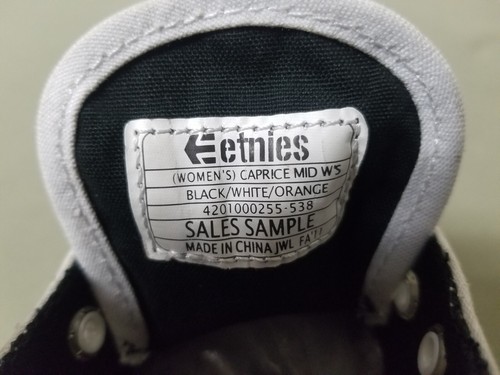 etnies
(WOMEN'S) CAPRICE MID W'S
BLACK/WHITE/ORANGE
4201000255-538
SALES SAMPLE
MADE IN CHINA JWL FA'11